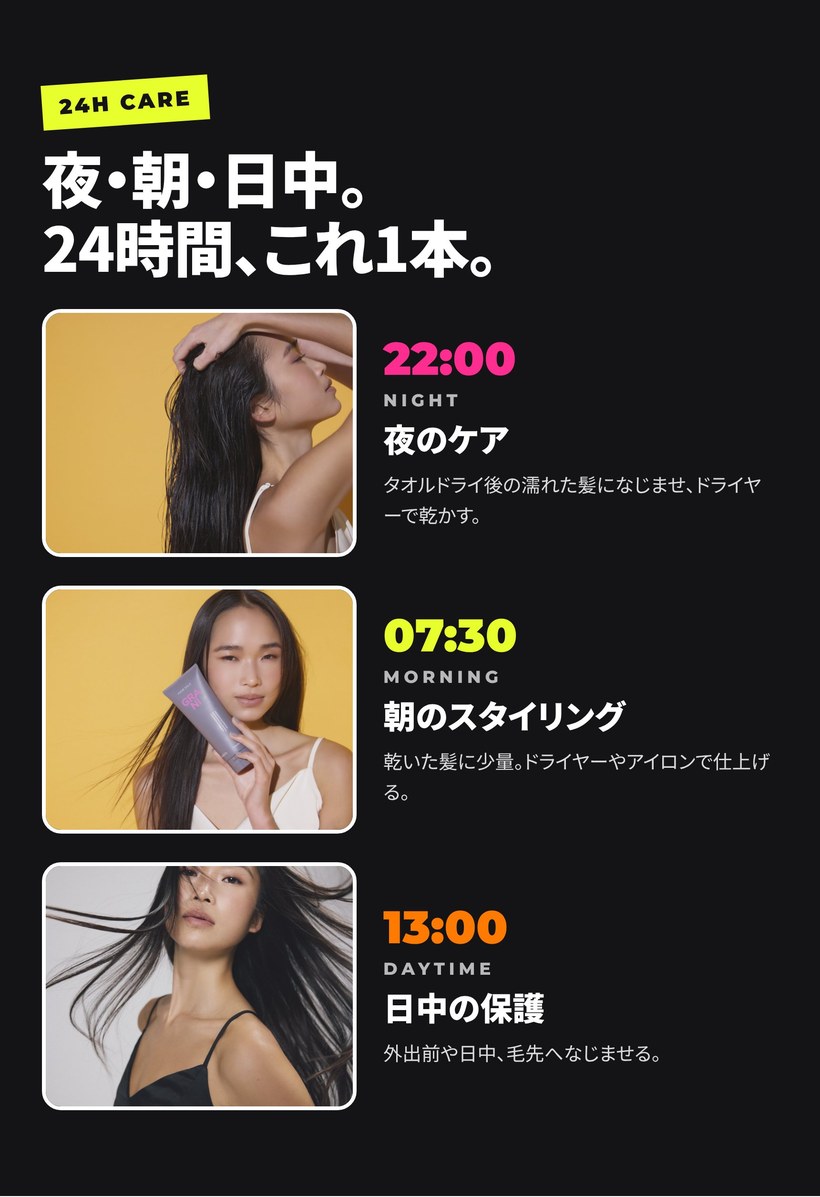 24H CARE
夜・朝・日中。
24時間、これ1本。
22:00
NIGHT
夜のケア
タオルドライ後の濡れた髪になじませ、ドライヤ
ーで乾かす。
07:30
MORNING
朝のスタイリング
乾いた髪に少量。ドライヤーやアイロンで仕上げ
る。
13:00
DAYTIME
日中の保護
外出前や日中、毛先へなじませる。